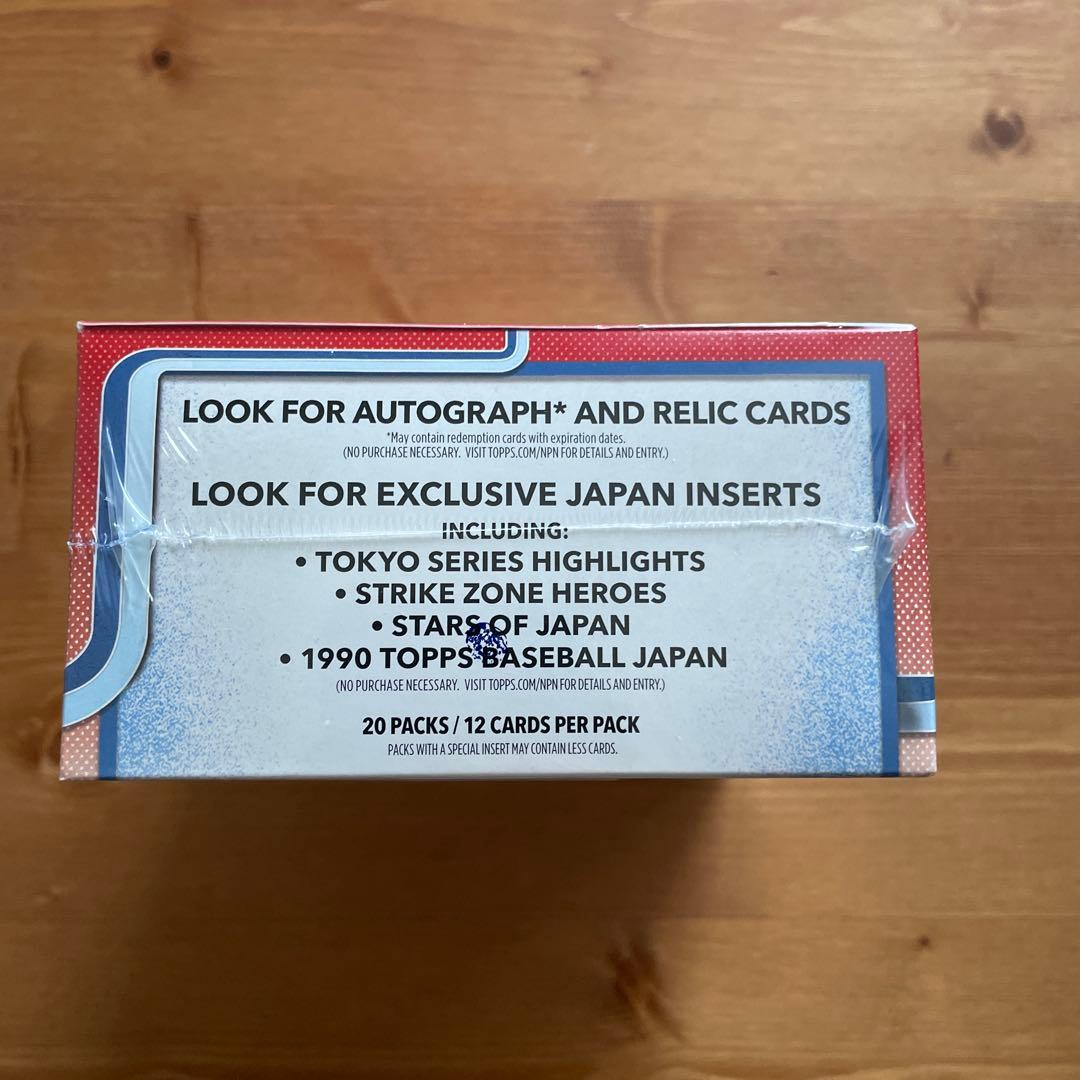 LOOK FOR AUTOGRAPH* AND RELIC CARDS
*May contain redemption cards with expiration dates.
(NO PURCHASE NECESSARY. VISIT TOPPS.COM/NPN FOR DETAILS AND ENTRY.)
LOOK FOR EXCLUSIVE JAPAN INSERTS
INCLUDING:
• TOKYO SERIES HIGHLIGHTS
• STRIKE ZONE HEROES
• STARS OF JAPAN
• 1990 TOPPS BASEBALL JAPAN
(NO PURCHASE NECESSARY. VISIT TOPPS.COM/NPN FOR DETAILS AND ENTRY.)
20 PACKS / 12 CARDS PER PACK
PACKS WITH A SPECIAL INSERT MAY CONTAIN LESS CARDS.